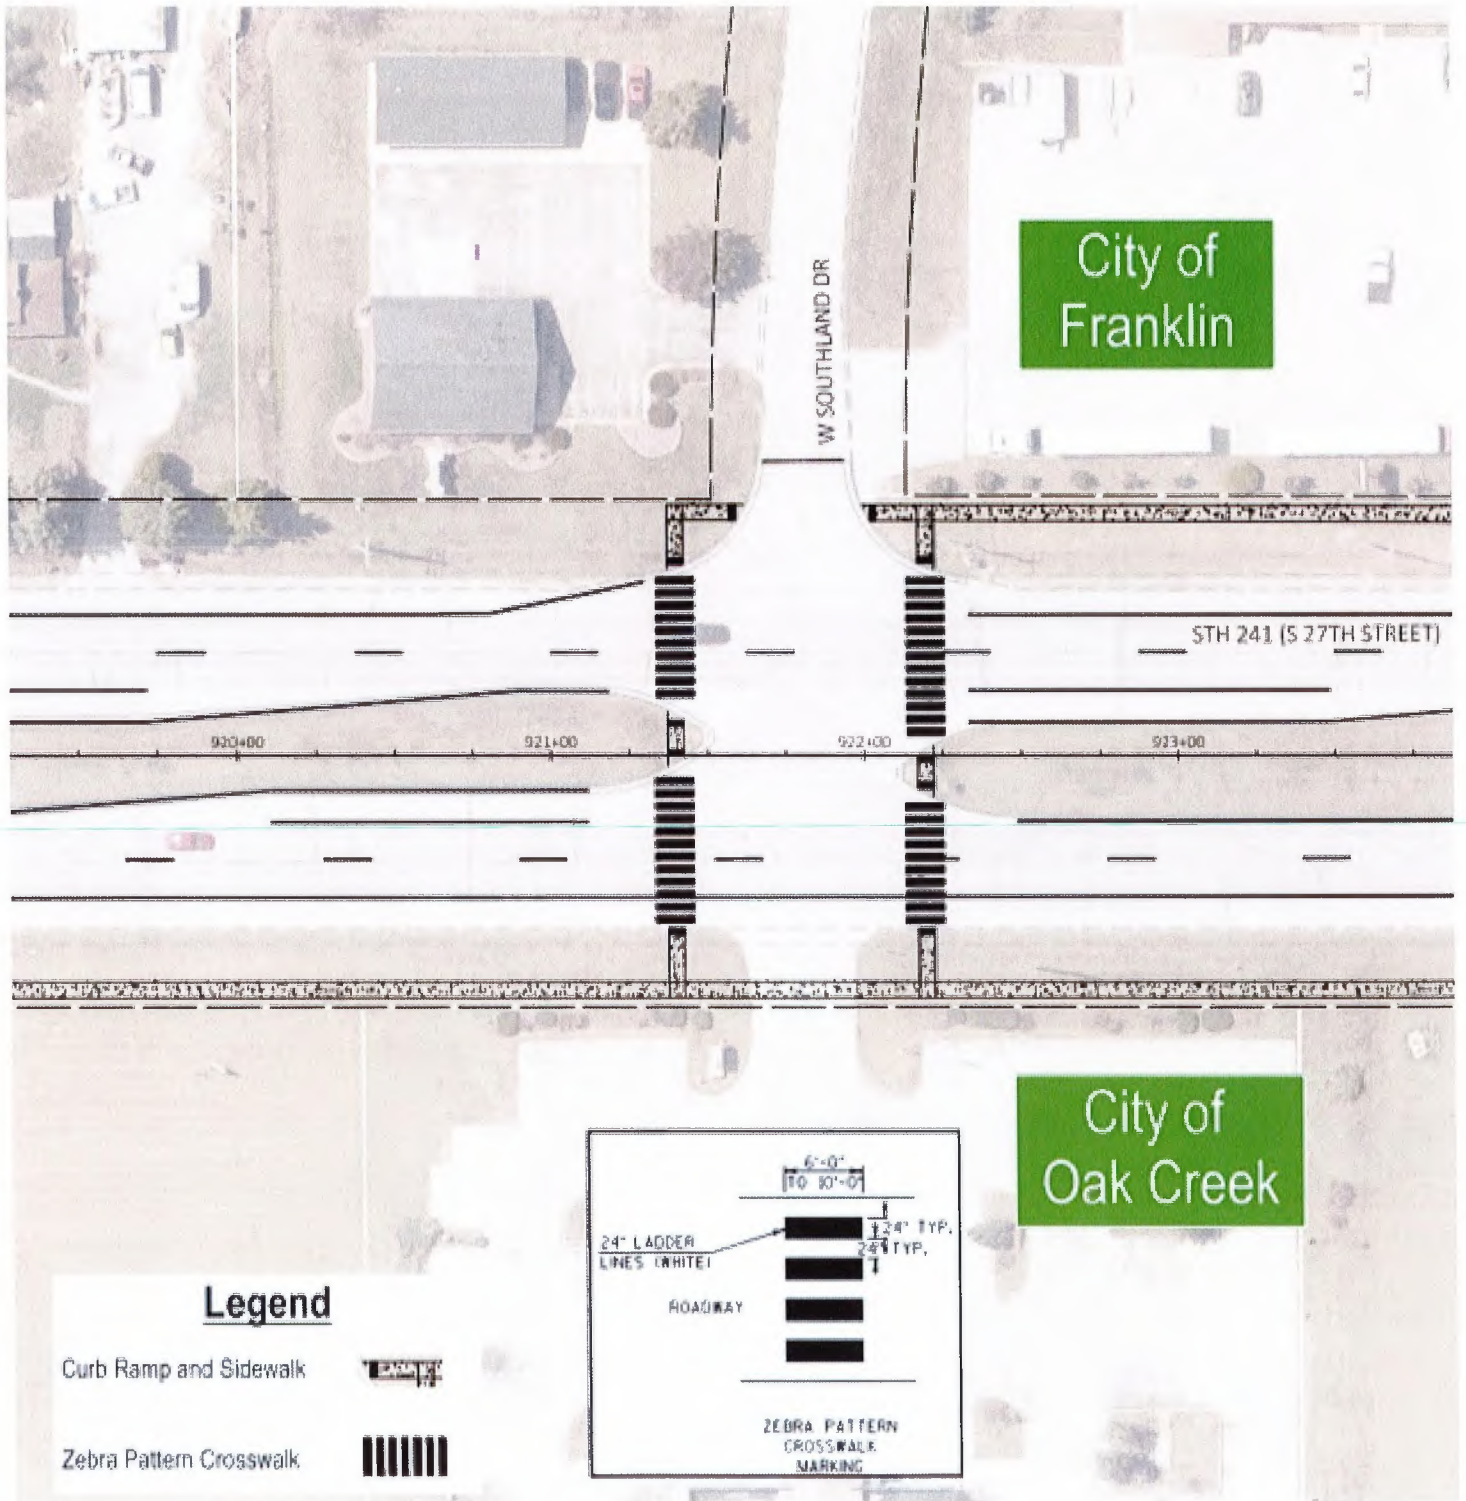 City of
Franklin
W SOUTHLAND DR
STH 241 (S 27TH STREET)
920+00
921+00
922+00
923+00
City of
Oak Creek
6'-0"
TO 10'-0"
24" LADDER
LINES (WHITE)
24" TYP.
24" TYP.
ROADWAY
ZEBRA PATTERN
CROSSWALK
MARKING
Legend
Curb Ramp and Sidewalk
Zebra Pattern Crosswalk